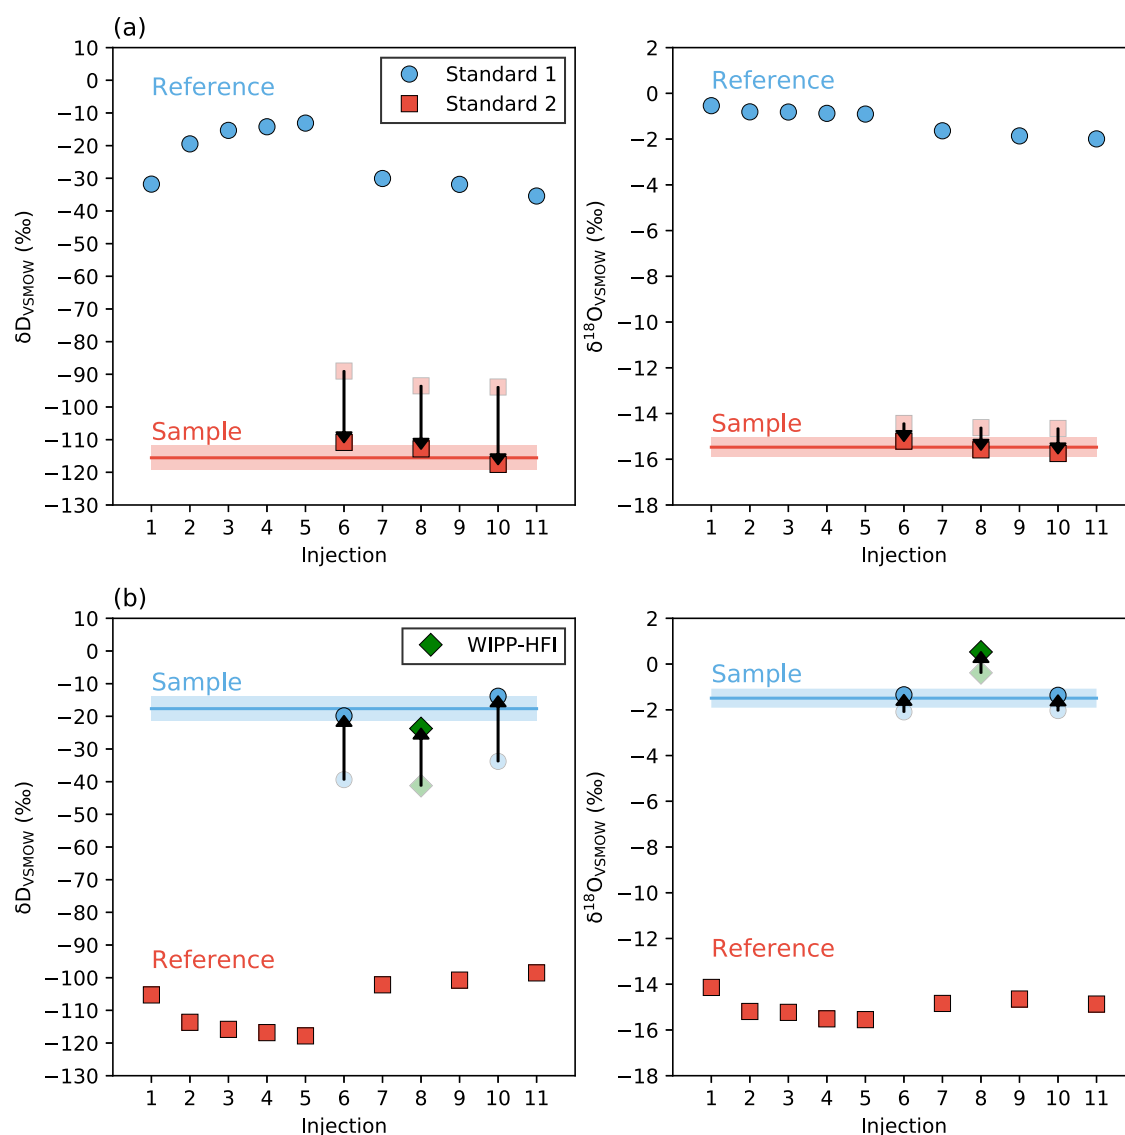 (a)
10
0
−10
−20
−30
−40
−50
−60
−70
−80
−90
−100
−110
−120
−130
δD_VSMOW (‰)
Reference
Standard 1
Standard 2
Sample
1 2 3 4 5 6 7 8 9 10 11
Injection
2
0
−2
−4
−6
−8
−10
−12
−14
−16
−18
δ¹⁸O_VSMOW (‰)
Reference
Sample
1 2 3 4 5 6 7 8 9 10 11
Injection
(b)
10
0
−10
−20
−30
−40
−50
−60
−70
−80
−90
−100
−110
−120
−130
δD_VSMOW (‰)
WIPP-HFI
Sample
Reference
1 2 3 4 5 6 7 8 9 10 11
Injection
2
0
−2
−4
−6
−8
−10
−12
−14
−16
−18
δ¹⁸O_VSMOW (‰)
Sample
Reference
1 2 3 4 5 6 7 8 9 10 11
Injection